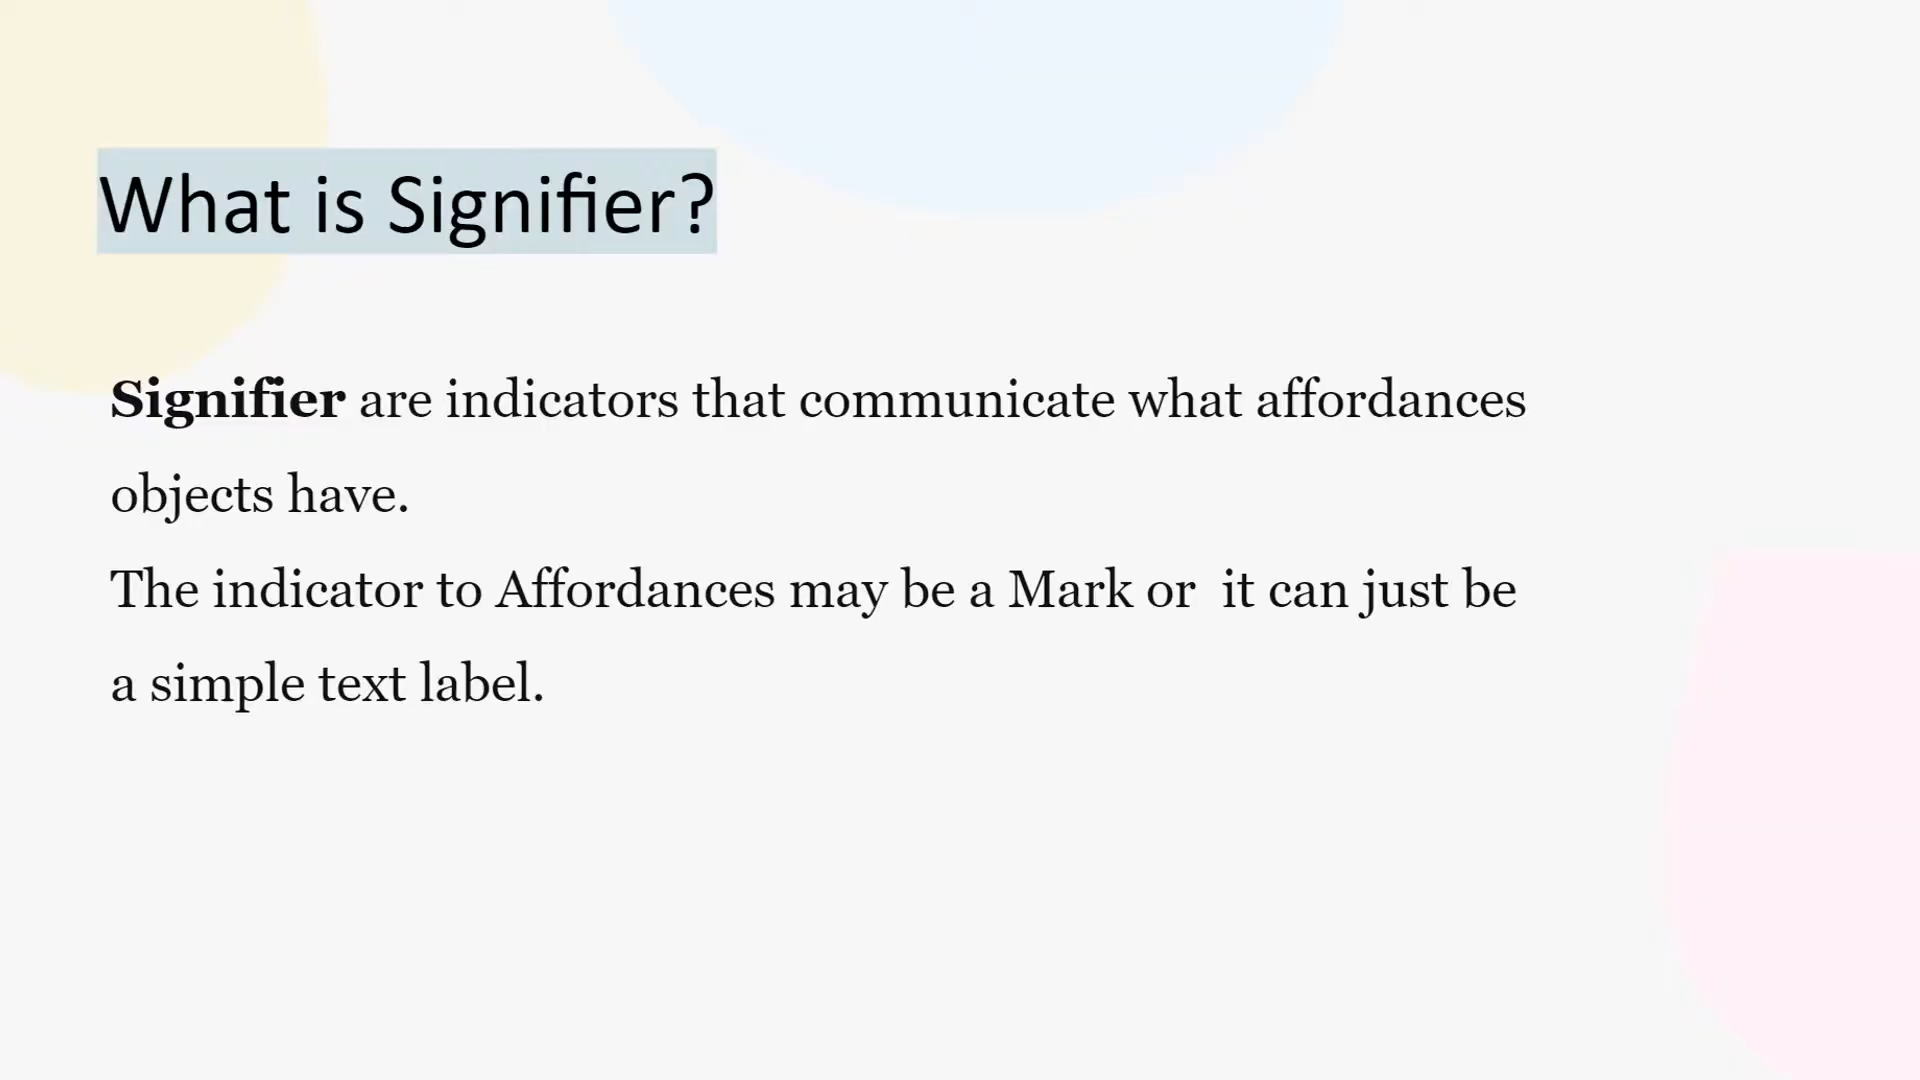 What is Signifier?
Signifier are indicators that communicate what affordances
objects have.
The indicator to Affordances may be a Mark or  it can just be
a simple text label.